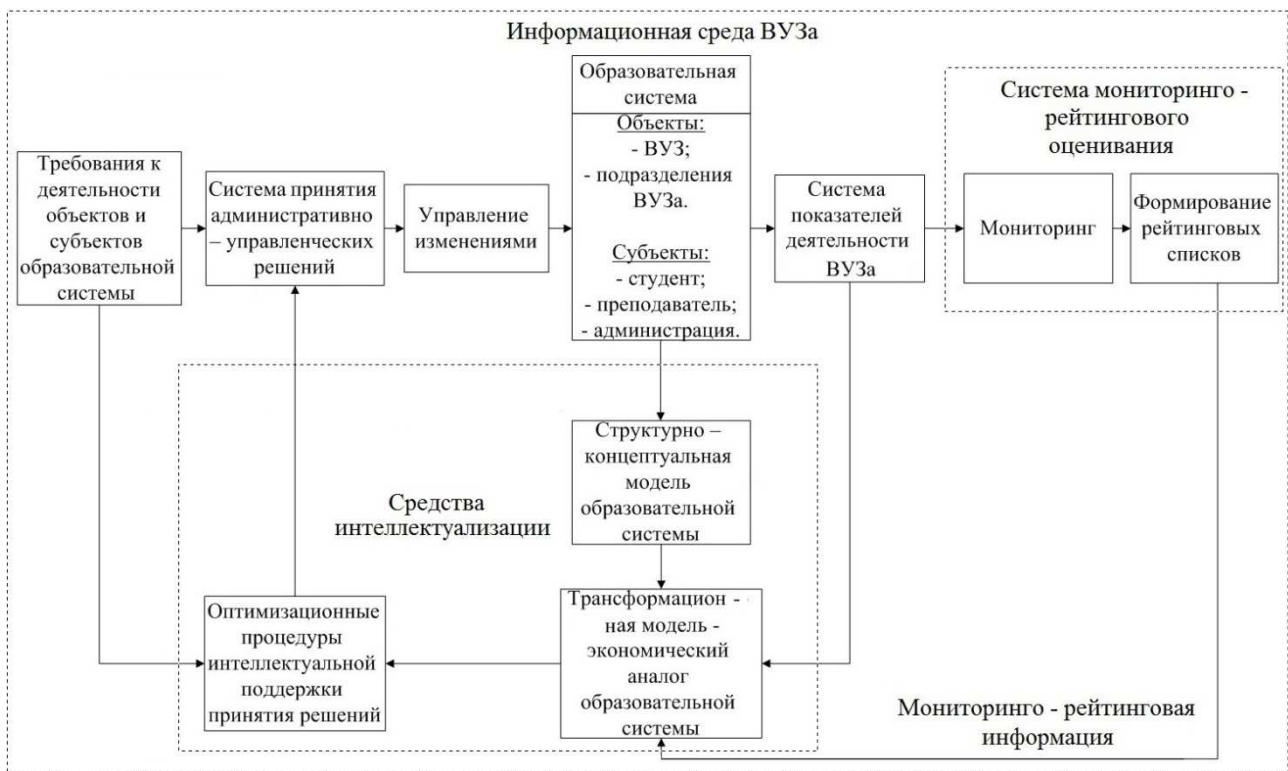 Информационная среда ВУЗа
Образовательная
система
Объекты:
- ВУЗ;
- подразделения
ВУЗа.
Субъекты:
- студент;
- преподаватель;
- администрация.
Система мониторинго -
рейтингового
оценивания
Требования к
деятельности
объектов и
субъектов
образовательной
системы
Система принятия
административно
– управленческих
решений
Управление
изменениями
Система
показателей
деятельности
ВУЗа
Мониторинг
Формирование
рейтинговых
списков
Структурно –
концептуальная
модель
образовательной
системы
Средства
интеллектуализации
Оптимизационные
процедуры
интеллектуальной
поддержки
принятия решений
Трансформацион -
ная модель -
экономический
аналог
образовательной
системы
Мониторинго - рейтинговая
информация